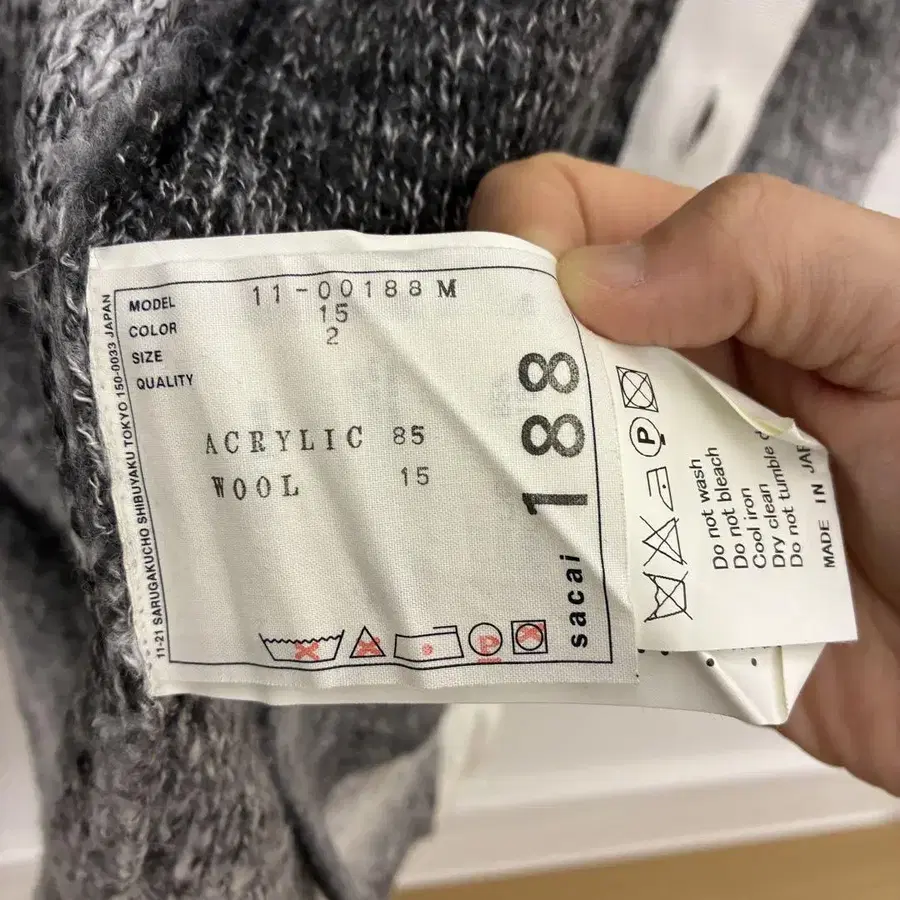 MODEL 11-00188 M
COLOR 15
SIZE 2
QUALITY
ACRYLIC 85
WOOL 15
sacai 188
11-21 SARUGAKUCHO SHIBUYAKU TOKYO 150-0033 JAPAN
P
P
Do not wash
Do not bleach
Cool iron
Dry clean
Do not tumble
MADE IN